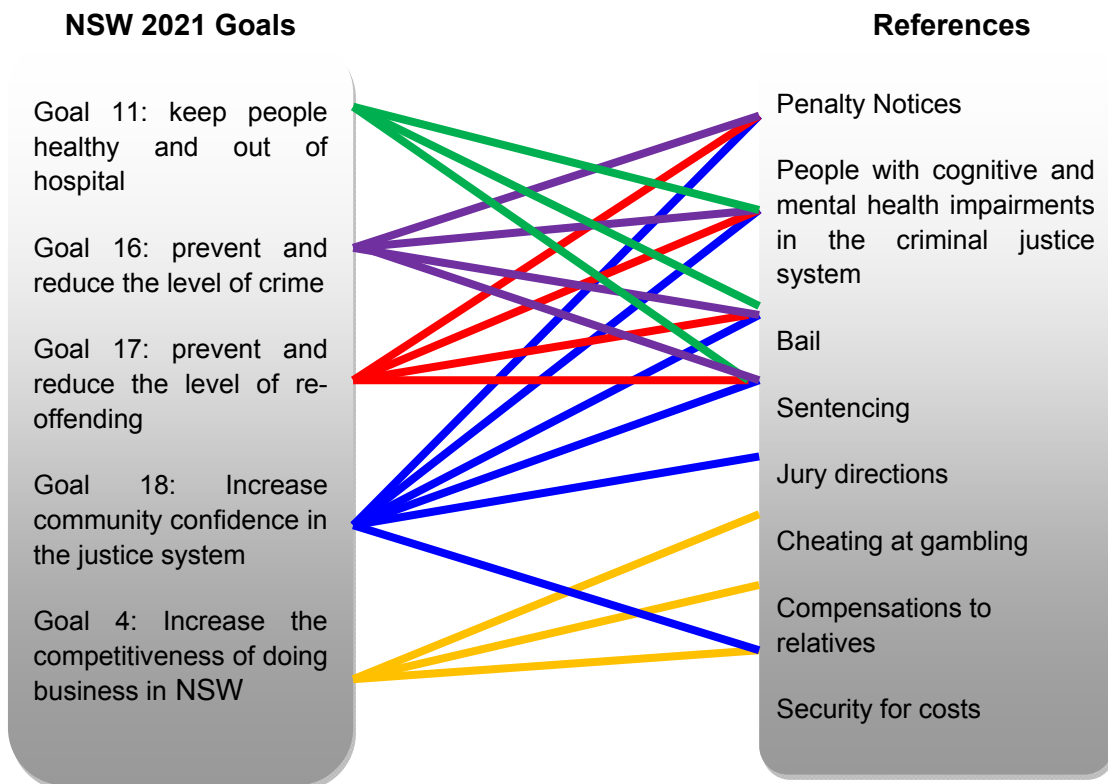 NSW 2021 Goals
Goal 11: keep people
healthy and out of
hospital
Goal 16: prevent and
reduce the level of crime
Goal 17: prevent and
reduce the level of re-
offending
Goal 18: Increase
community confidence in
the justice system
Goal 4: Increase the
competitiveness of doing
business in NSW
References
Penalty Notices
People with cognitive and
mental health impairments
in the criminal justice
system
Bail
Sentencing
Jury directions
Cheating at gambling
Compensations to
relatives
Security for costs